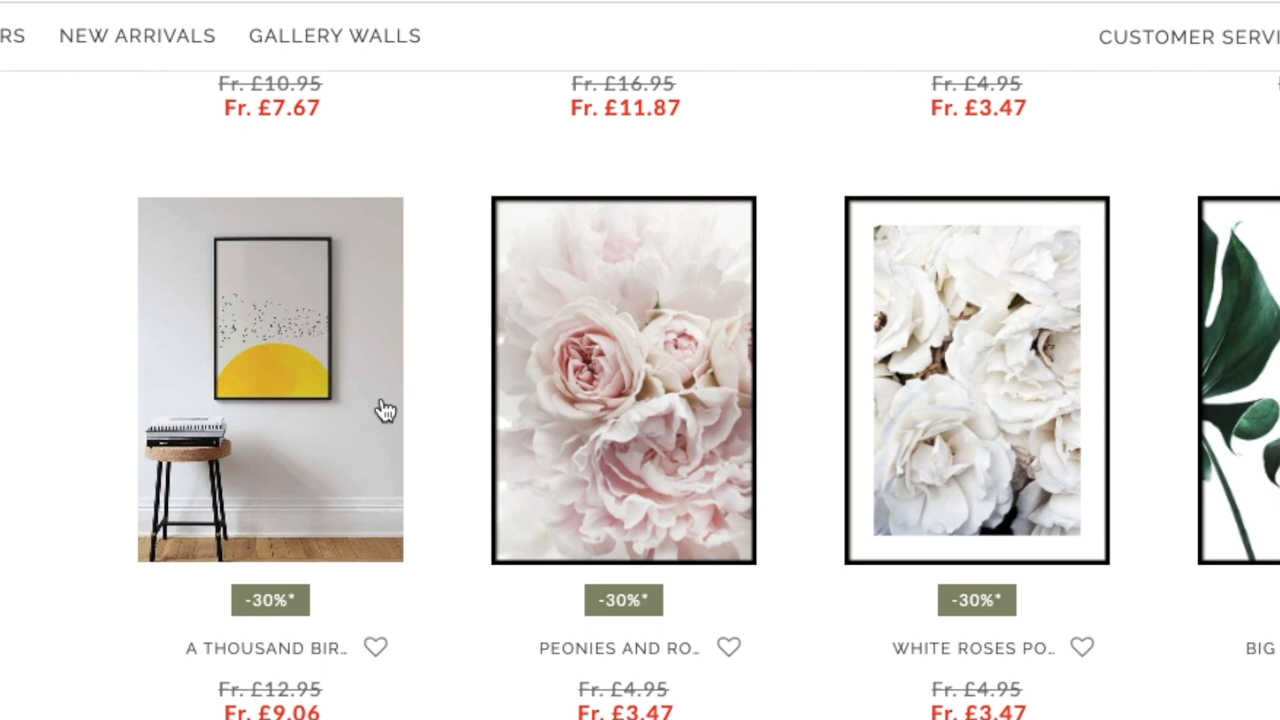 RS NEW ARRIVALS GALLERY WALLS CUSTOMER SERVI
Fr. £10.95 Fr. £16.95 Fr. £4.95
Fr. £7.67 Fr. £11.87 Fr. £3.47
-30%* -30%* -30%*
A THOUSAND BIR… PEONIES AND RO… WHITE ROSES PO… BIG
Fr. £12.95 Fr. £4.95 Fr. £4.95
Fr. £9.06 Fr. £3.47 Fr. £3.47